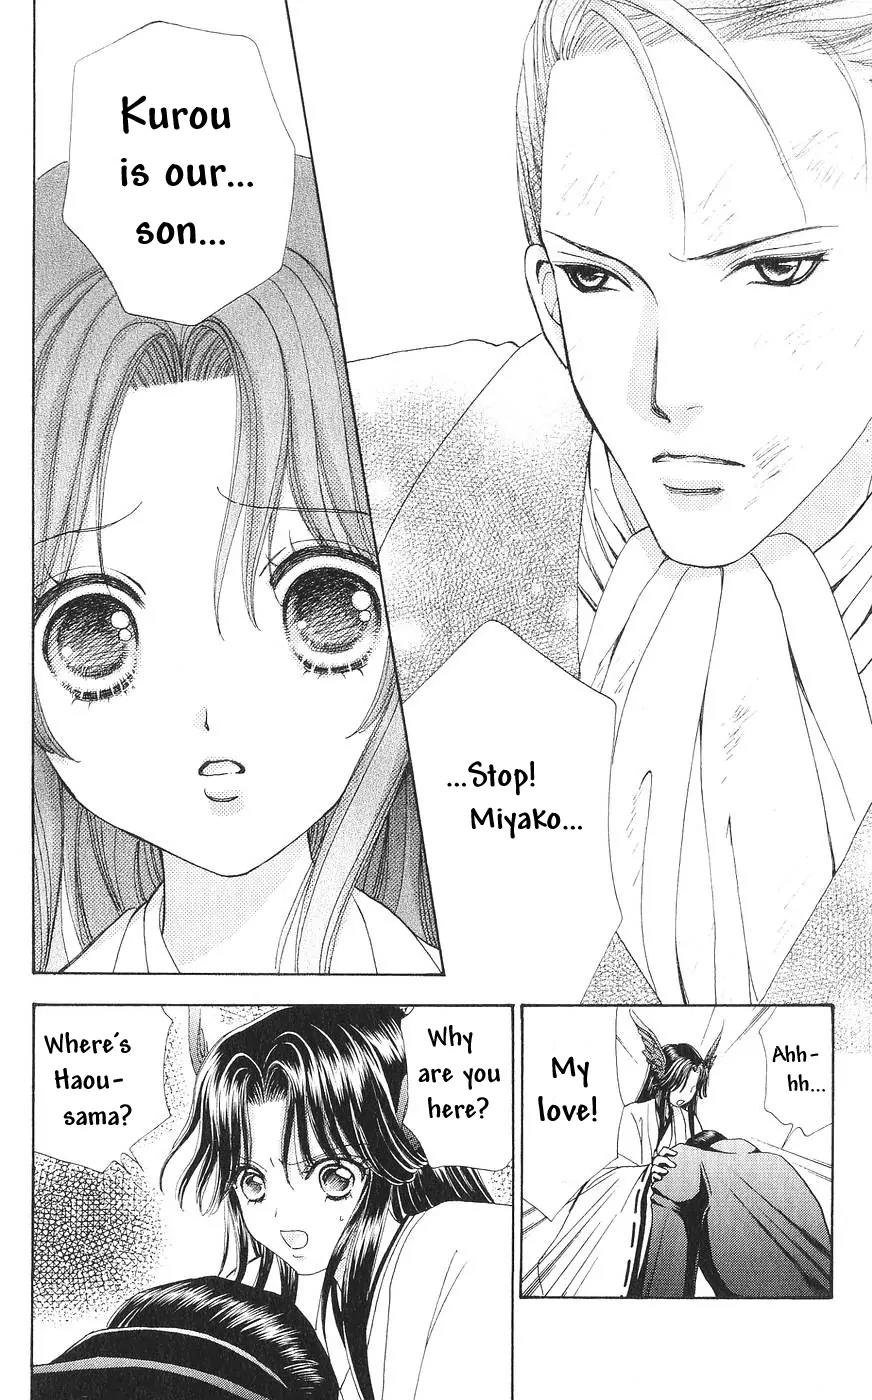 ...Stop!
Miyako...
Kurou
is our...
son...
Ahh-
hh...
My
love!
Why
are you
here?
Where's
Haou-
sama?